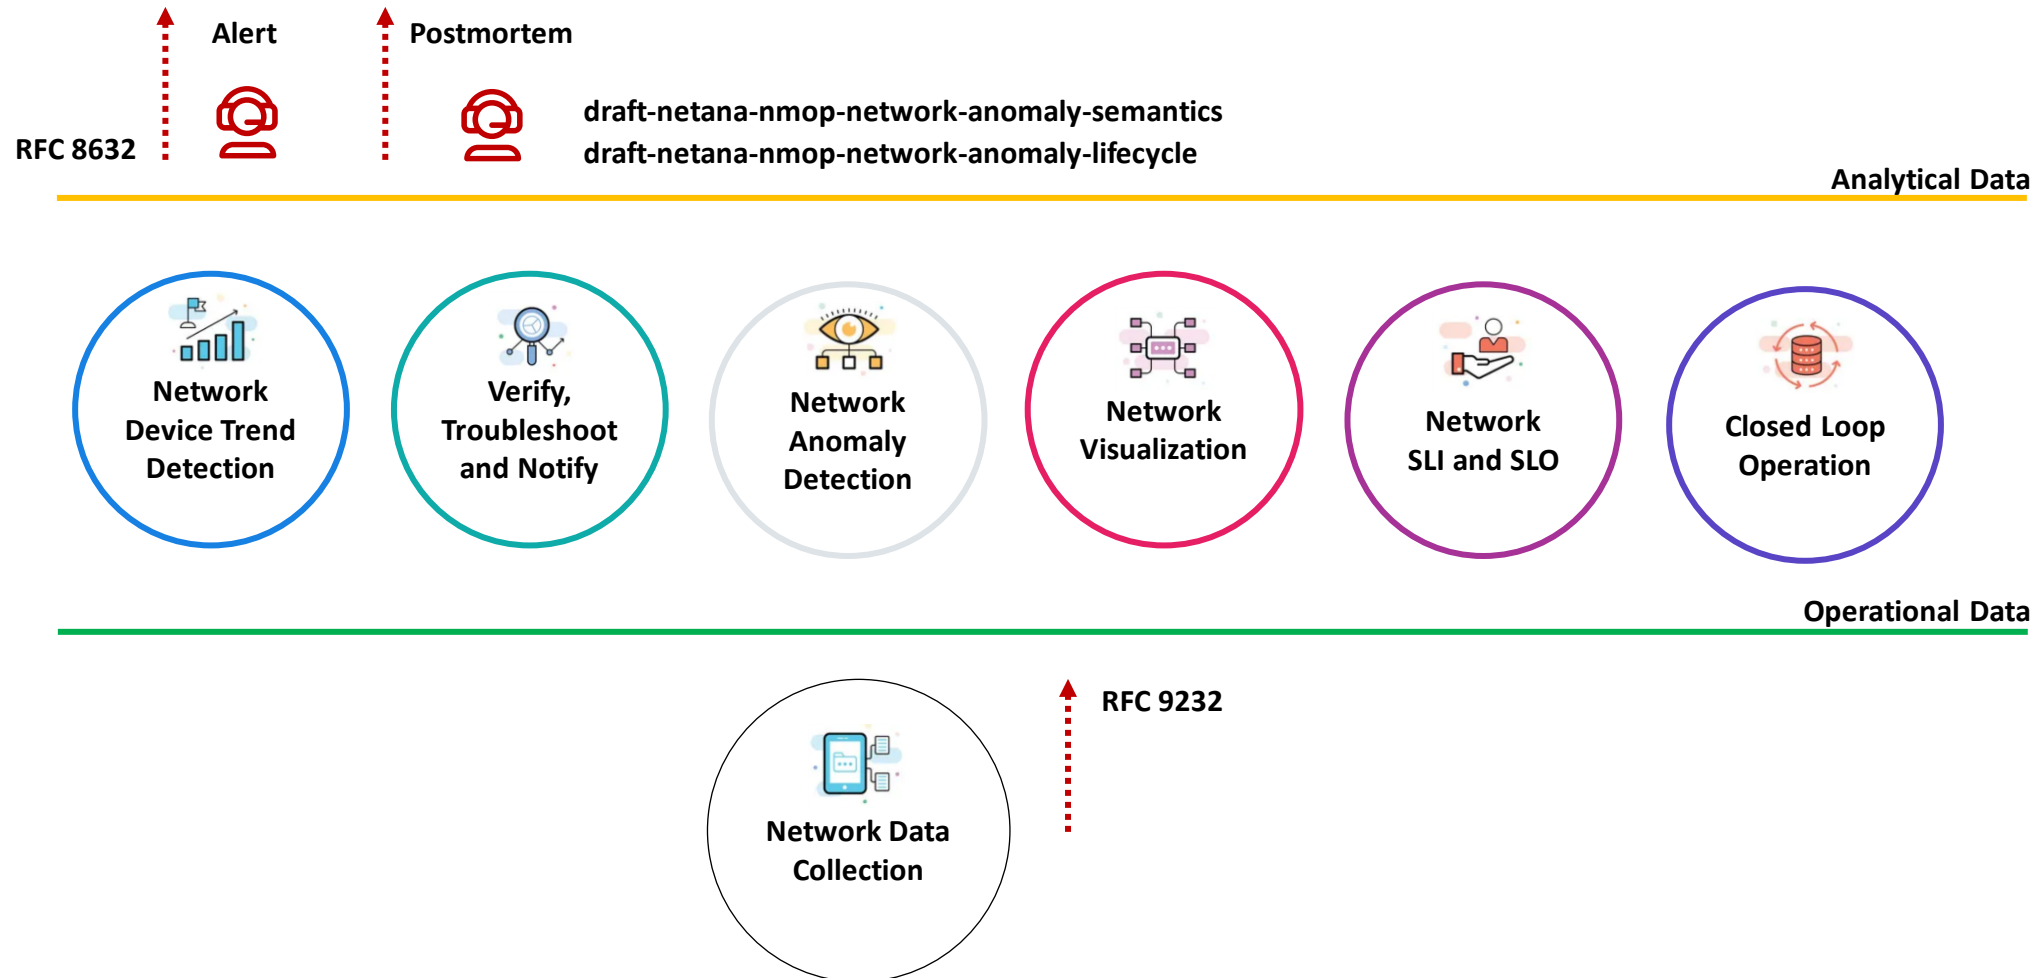 Alert
Postmortem
RFC 8632
draft-netana-nmop-network-anomaly-semantics
draft-netana-nmop-network-anomaly-lifecycle
Analytical Data
Network
Device Trend
Detection
Verify,
Troubleshoot
and Notify
Network
Anomaly
Detection
Network
Visualization
Network
SLI and SLO
Closed Loop
Operation
Operational Data
RFC 9232
Network Data
Collection